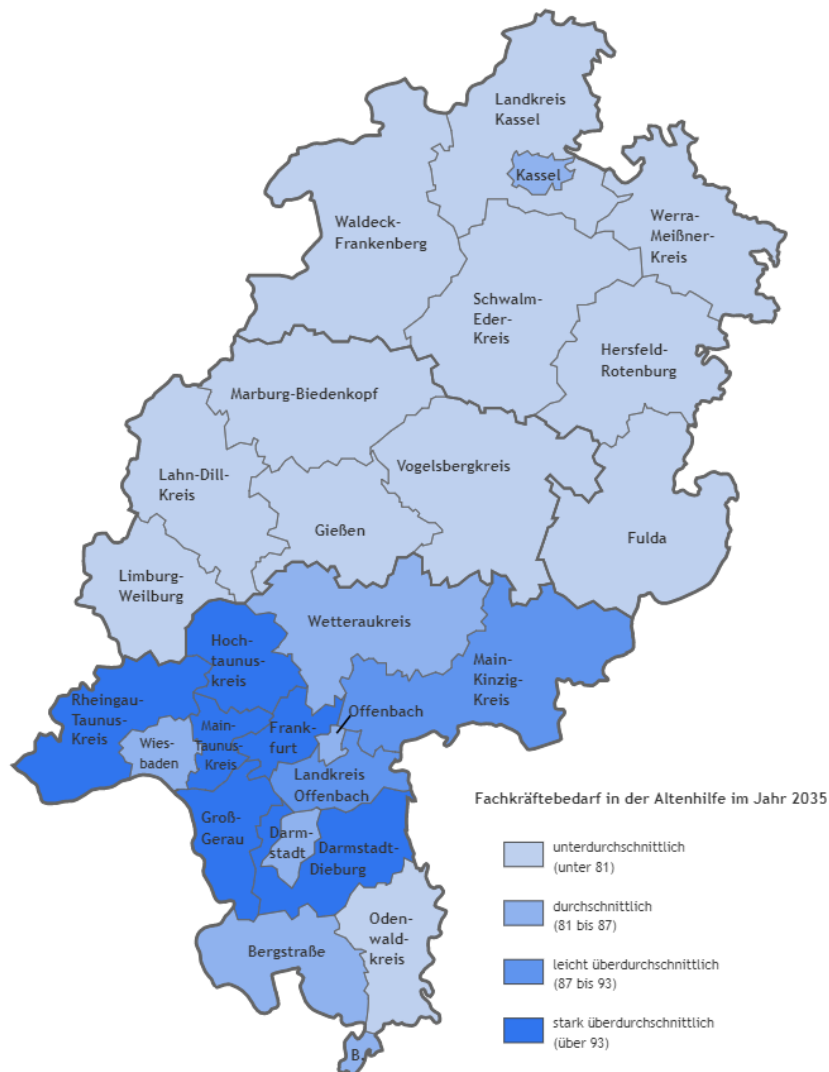 Landkreis
Kassel
Kassel
Waldeck-
Frankenberg
Werra-
Meißner-
Kreis
Schwalm-
Eder-
Kreis
Hersfeld-
Rotenburg
Marburg-Biedenkopf
Lahn-Dill-
Kreis
Vogelsbergkreis
Gießen
Fulda
Limburg-
Weilburg
Wetteraukreis
Hoch-
taunus-
kreis
Main-
Kinzig-
Kreis
Rheingau-
Taunus-
Kreis
Offenbach
Main-
Taunus-
Kreis
Frank-
furt
Wies-
baden
Landkreis
Offenbach
Groß-
Gerau
Darm-
stadt
Darmstadt-
Dieburg
Oden-
wald-
kreis
Bergstraße
B.
Fachkräftebedarf in der Altenhilfe im Jahr 2035
unterdurchschnittlich
(unter 81)
durchschnittlich
(81 bis 87)
leicht überdurchschnittlich
(87 bis 93)
stark überdurchschnittlich
(über 93)